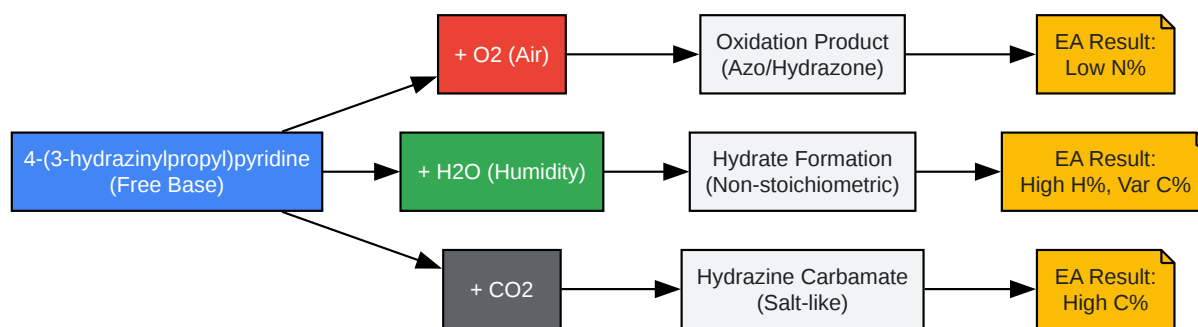 + O2 (Air)
Oxidation Product
(Azo/Hydrazone)
EA Result:
Low N%
4-(3-hydrazinylpropyl)pyridine
(Free Base)
+ H2O (Humidity)
Hydrate Formation
(Non-stoichiometric)
EA Result:
High H%, Var C%
+ CO2
Hydrazine Carbamate
(Salt-like)
EA Result:
High C%